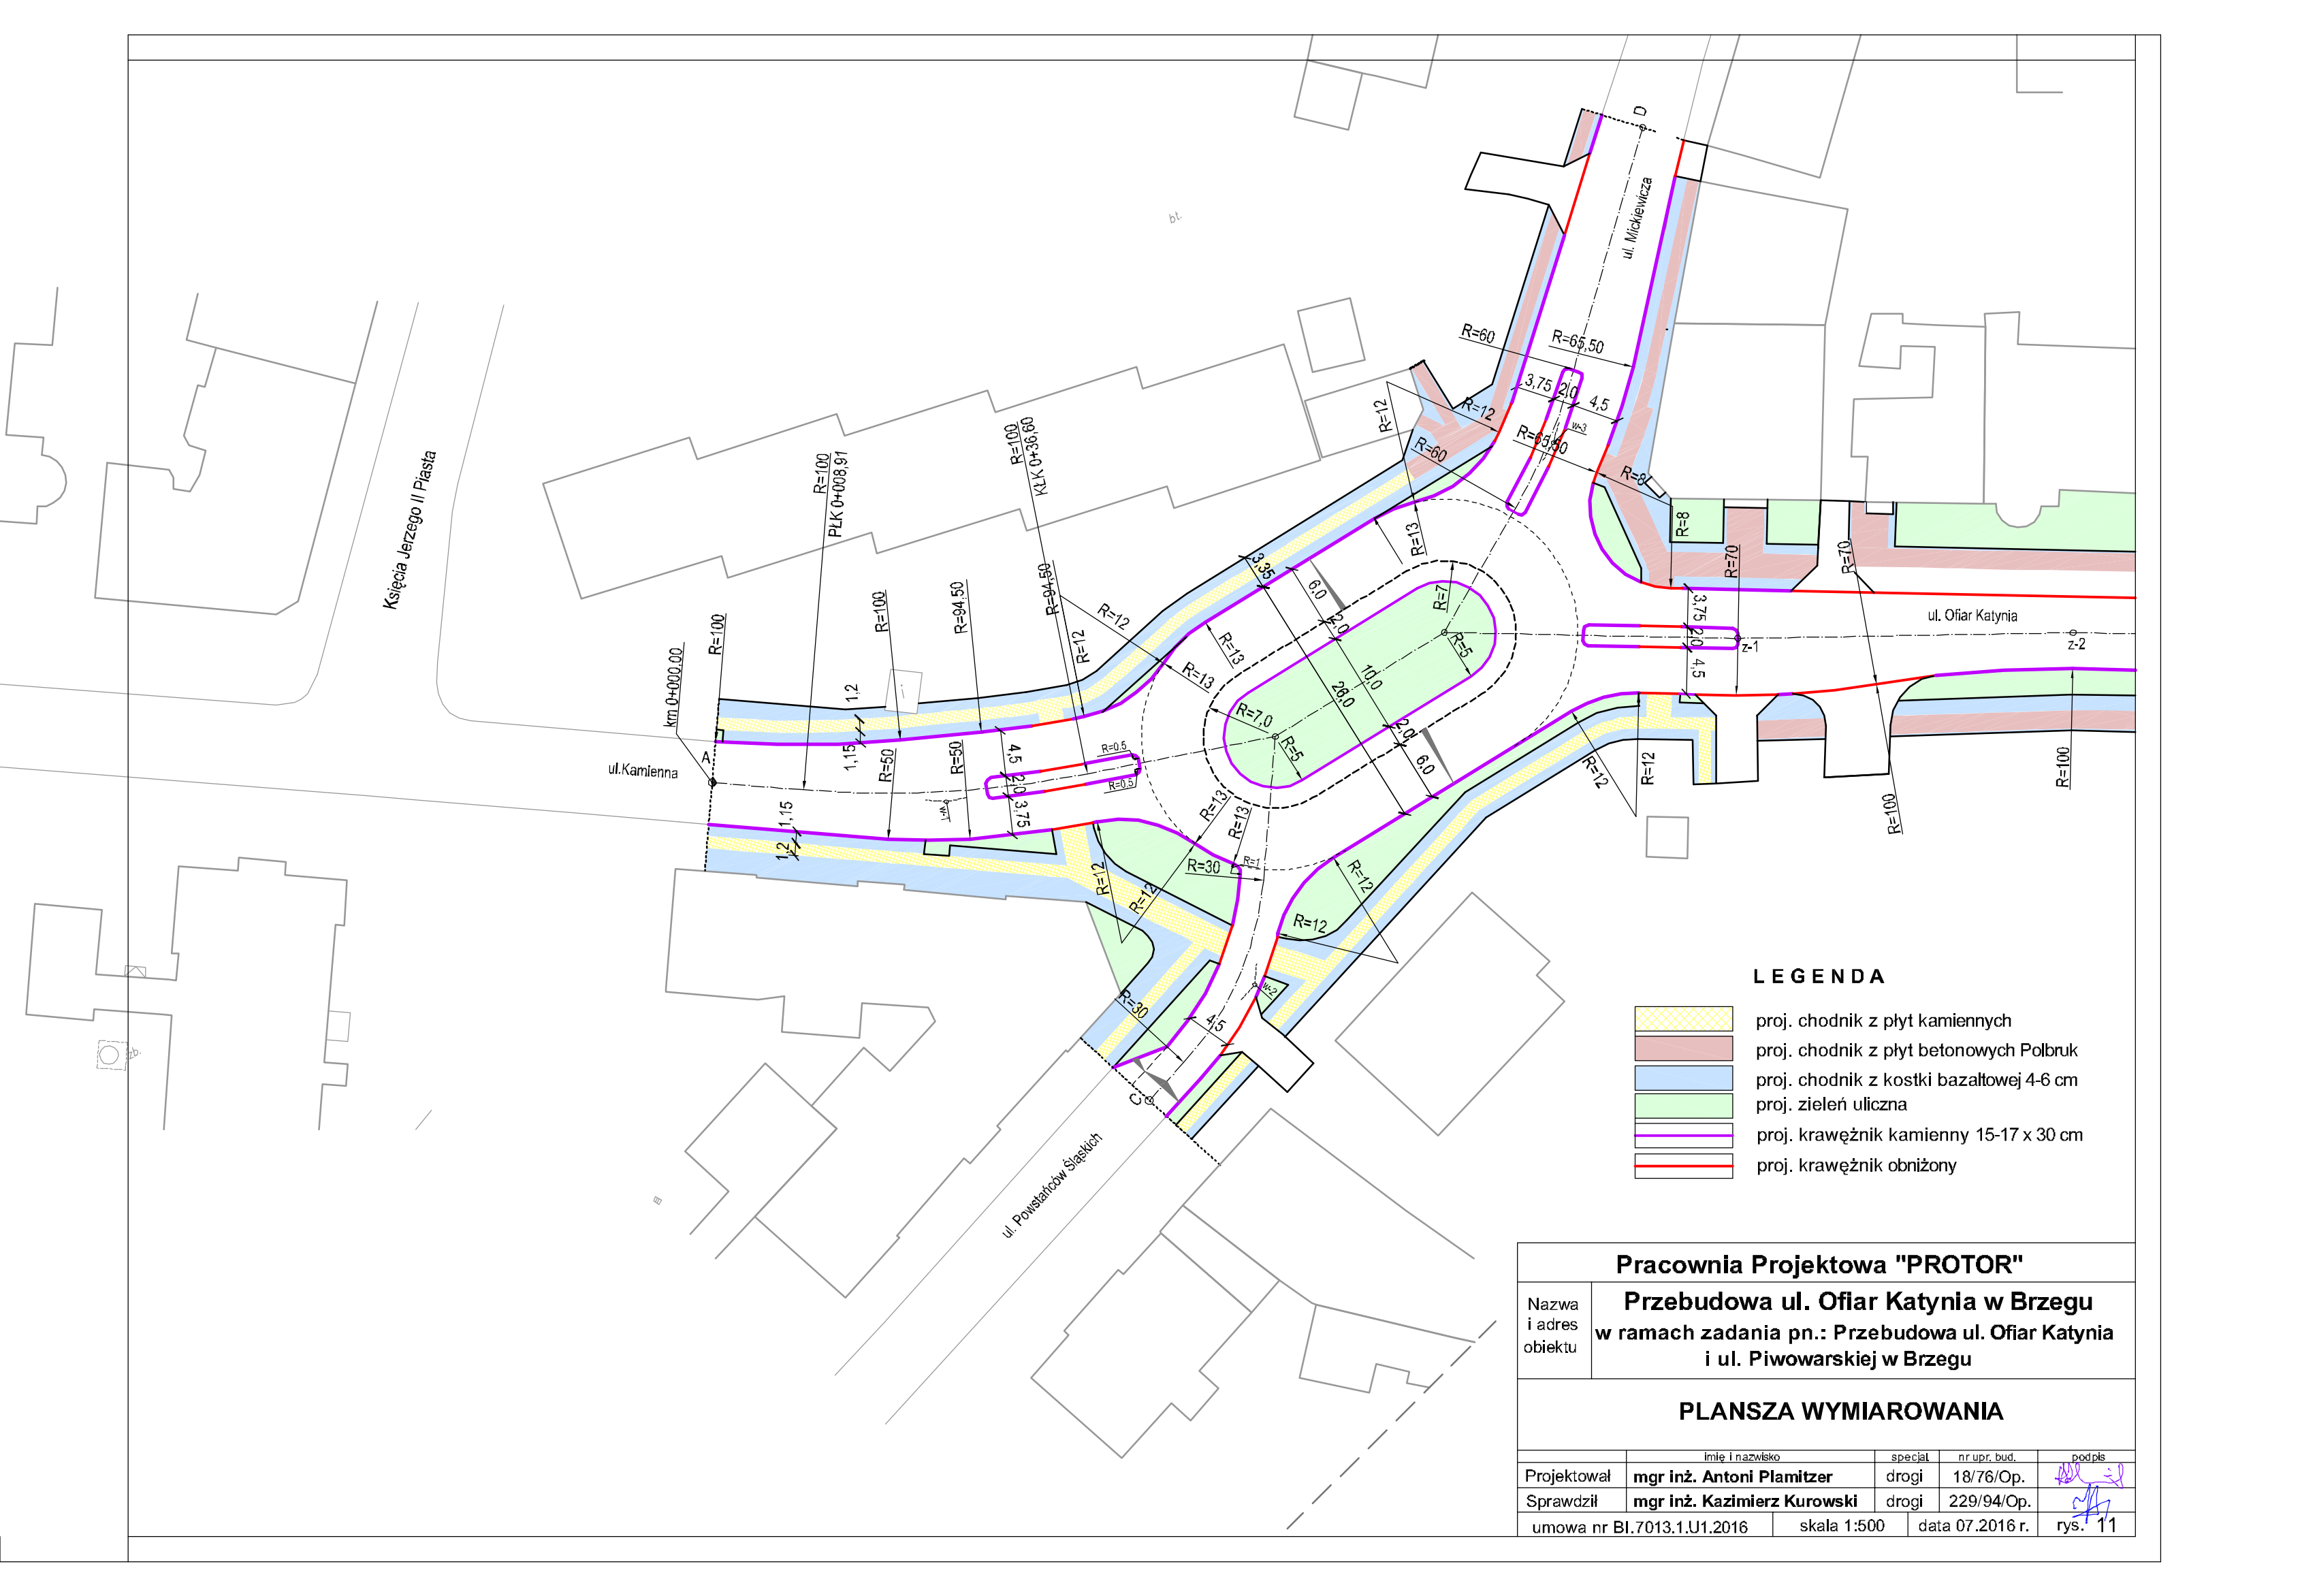 bt.
D
ul. Mickiewicza
R=60
R=65,50
3,75
2,0
4,5
R=12
R=12
w-3
R=65,50
R=60
R=8
R=8
R=13
R=70
R=70
Księcia Jerzego II Piasta
R=100
PŁK 0+008,91
R=100
KŁK 0+36,60
R=94,50
R=12
R=12
R=100
R=94,50
R=100
km 0+000.00
A
ul.Kamienna
1,2
1,15
R=50
R=50
4,5
2,0
3,75
R=0.5
R=0.5
w-1
1,15
1,2
3,35
6,0
2,0
10,0
26,0
2,0
6,0
R=7
R=5
R=7,0
R=5
R=13
R=13
R=13
R=13
R=30
R=1
R=12
R=12
R=12
R=12
R=12
R=12
3,75
2,0
4,5
z-1
ul. Ofiar Katynia
z-2
R=100
R=100
R=30
4,5
w-2
C
ul. Powstańców Śląskich
zb.
i
B
L E G E N D A
proj. chodnik z płyt kamiennych
proj. chodnik z płyt betonowych Polbruk
proj. chodnik z kostki bazaltowej 4-6 cm
proj. zieleń uliczna
proj. krawężnik kamienny 15-17 x 30 cm
proj. krawężnik obniżony
Pracownia Projektowa "PROTOR"
Nazwa
i adres
obiektu
Przebudowa ul. Ofiar Katynia w Brzegu
w ramach zadania pn.: Przebudowa ul. Ofiar Katynia
i ul. Piwowarskiej w Brzegu
PLANSZA WYMIAROWANIA
imię i nazwisko specjal. nr upr. bud. podpis
Projektował mgr inż. Antoni Plamitzer drogi 18/76/Op.
Sprawdził mgr inż. Kazimierz Kurowski drogi 229/94/Op.
umowa nr BI.7013.1.U1.2016 skala 1:500 data 07.2016 r. rys. 11